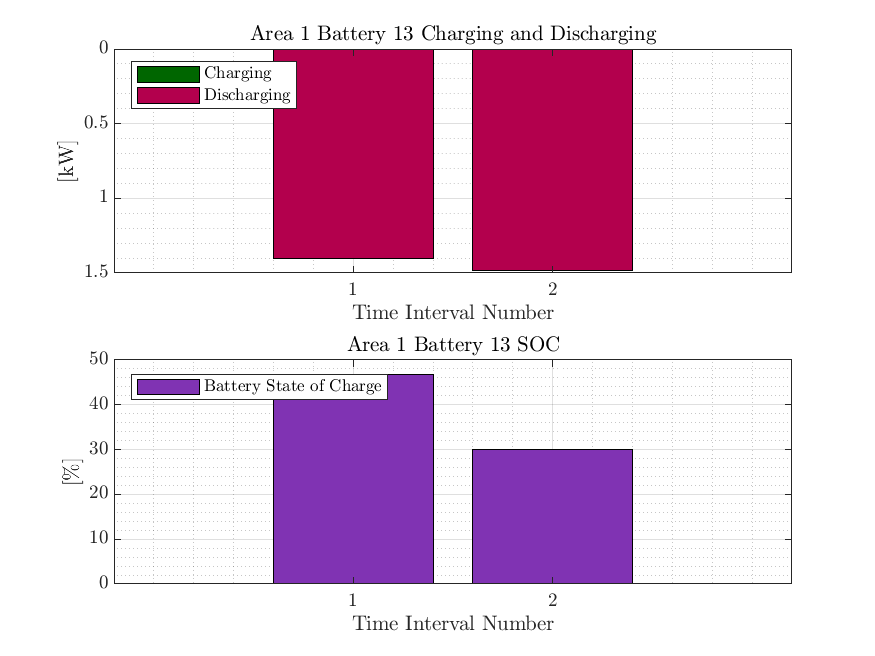 Area 1 Battery 13 Charging and Discharging
0
0.5
1
1.5
[kW]
Charging
Discharging
1 2
Time Interval Number
Area 1 Battery 13 SOC
50
40
30
20
10
0
[%]
Battery State of Charge
1 2
Time Interval Number